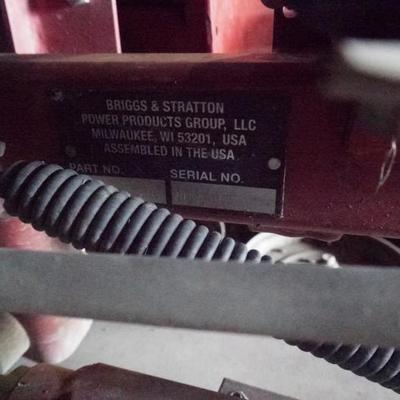 BRIGGS & STRATTON
POWER PRODUCTS GROUP, LLC
MILWAUKEE, WI 53201, USA
ASSEMBLED IN THE USA
PART NO. SERIAL NO.